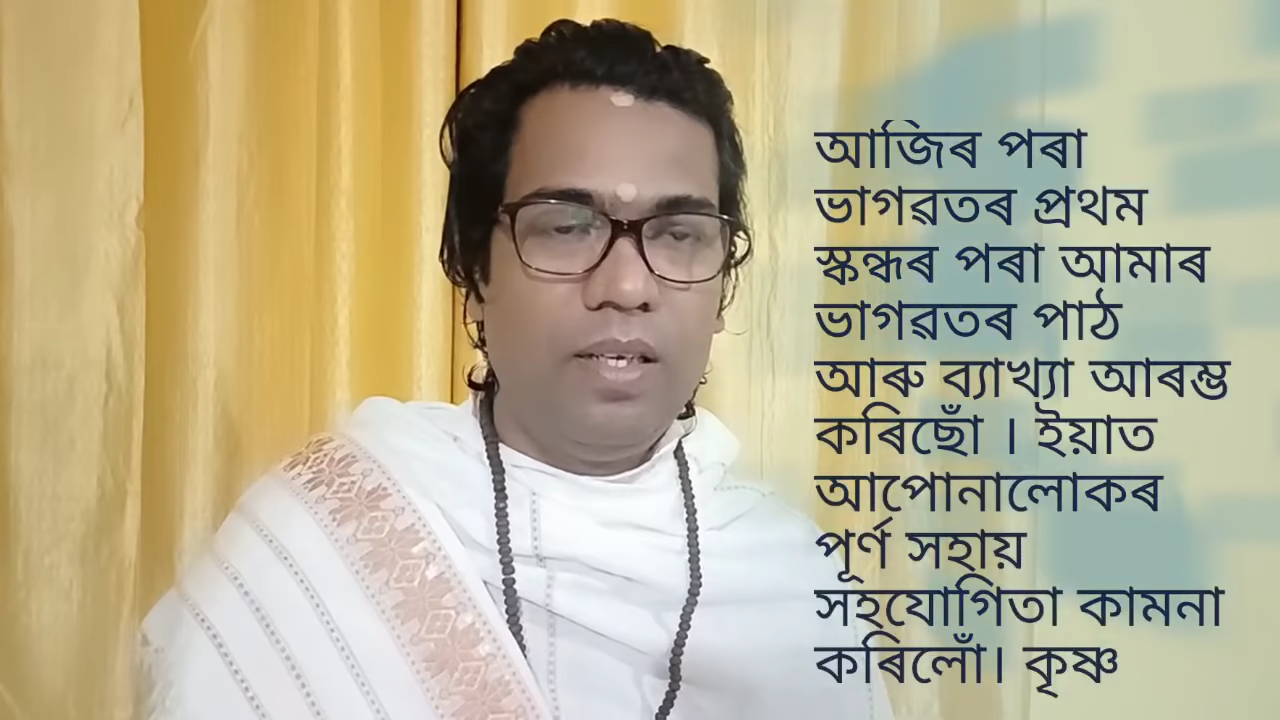 আজিৰ পৰা
ভাগৱতৰ প্ৰথম
স্কন্ধৰ পৰা আমাৰ
ভাগৱতৰ পাঠ
আৰু ব্যাখ্যা আৰম্ভ
কৰিছোঁ । ইয়াত
আপোনালোকৰ
পূৰ্ণ সহায়
সহযোগিতা কামনা
কৰিলোঁ। কৃষ্ণ